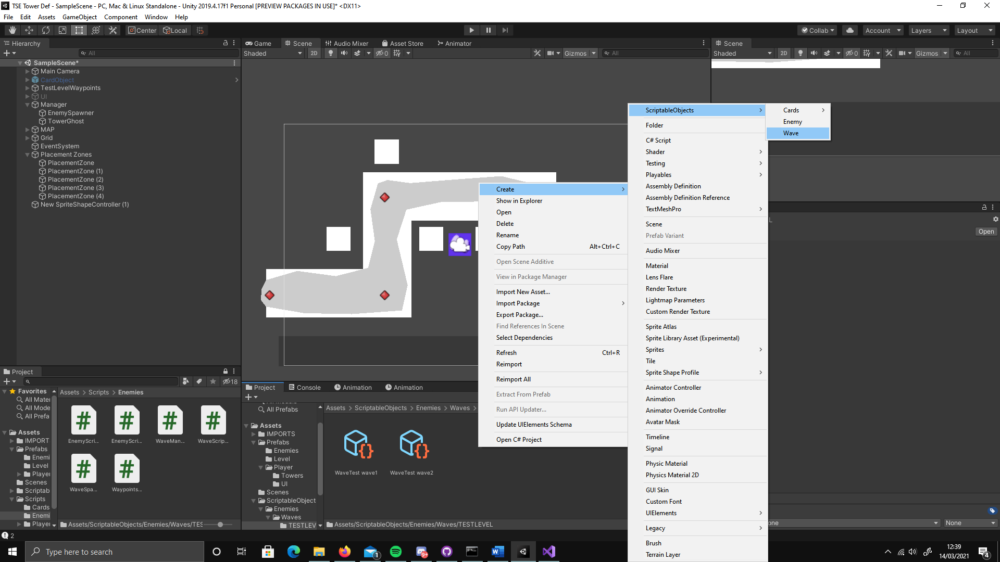 TSE Tower Def - SampleScene - PC, Mac & Linux Standalone - Unity 2019.4.17f1 Personal [PREVIEW PACKAGES IN USE]* <DX11>
File Edit Assets GameObject Component Window Help
Center Local
Collab Account Layers Layout
Hierarchy
All
SampleScene*
Main Camera
CardObject
TestLevelWaypoints
UI
Manager
EnemySpawner
TowerGhost
MAP
Grid
EventSystem
Placement Zones
PlacementZone
PlacementZone (1)
PlacementZone (2)
PlacementZone (3)
PlacementZone (4)
New SpriteShapeController (1)
Game Scene Audio Mixer Asset Store Animator
Shaded 2D 0 Gizmos All
Scene
Shaded 2D 0 Gizmos All
Open
Create
Show in Explorer
Open
Delete
Rename
Copy Path Alt+Ctrl+C
Open Scene Additive
View in Package Manager
Import New Asset...
Import Package
Export Package...
Find References In Scene
Select Dependencies
Refresh Ctrl+R
Reimport
Reimport All
Extract From Prefab
Run API Updater...
Update UIElements Schema
Open C# Project
ScriptableObjects
Folder
C# Script
Shader
Testing
Playables
Assembly Definition
Assembly Definition Reference
TextMeshPro
Scene
Prefab Variant
Audio Mixer
Material
Lens Flare
Render Texture
Lightmap Parameters
Custom Render Texture
Sprite Atlas
Sprite Library Asset (Experimental)
Sprites
Tile
Sprite Shape Profile
Animator Controller
Animation
Animator Override Controller
Avatar Mask
Timeline
Signal
Physic Material
Physics Material 2D
GUI Skin
Custom Font
UIElements
Legacy
Brush
Terrain Layer
Cards
Enemy
Wave
Project
18
Favorites
All Mater
All Mode
All Prefa
Assets
IMPORT
Prefabs
Enemi
Level
Player
Scenes
Scriptab
Scripts
Cards
Enemi
Player
Assets > Scripts > Enemies
EnemyScri... EnemyScri... WaveMan... WaveScrip...
WaveSpa... Waypoints...
Assets/ScriptableObjects/Enemies/Waves/TES
Project Console Animation Animation
All Prefabs
Assets
IMPORTS
Prefabs
Enemies
Level
Player
Towers
UI
Scenes
ScriptableObject
Enemies
Waves
TESTLEV
Assets > ScriptableObjects > Enemies > Waves >
WaveTest wave1 WaveTest wave2
Assets/ScriptableObjects/Enemies/Waves/TESTLEVEL
one None
2
Type here to search
1
9+
12:39
14/03/2021
4